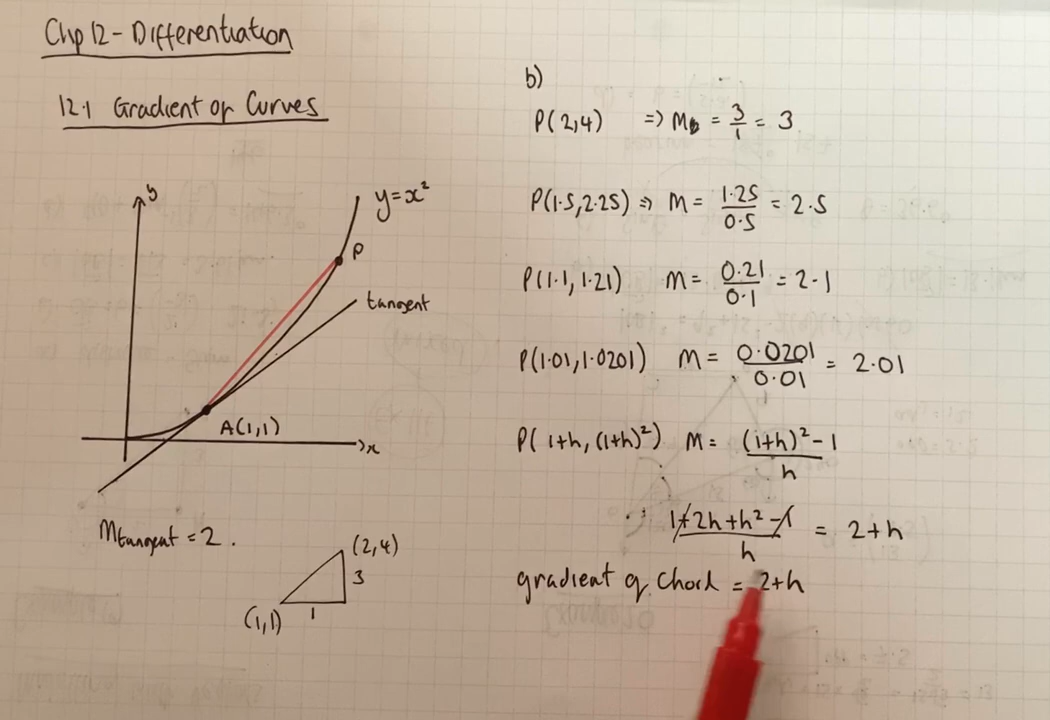 Chp 12 - Differentiation
12.1 Gradient of Curves
y
y = x²
P
tangent
A(1,1)
x
M tangent = 2.
(2,4)
3
(1,1)
1
b)
P(2,4) => M = 3/1 = 3
P(1.5, 2.25) => M = 1.25/0.5 = 2.5
P(1.1, 1.21) M = 0.21/0.1 = 2.1
P(1.01, 1.0201) M = 0.0201/0.01 = 2.01
P(1+h, (1+h)²) M = (1+h)² - 1 / h
1+2h+h²-1 / h = 2+h
gradient of chord = 2+h